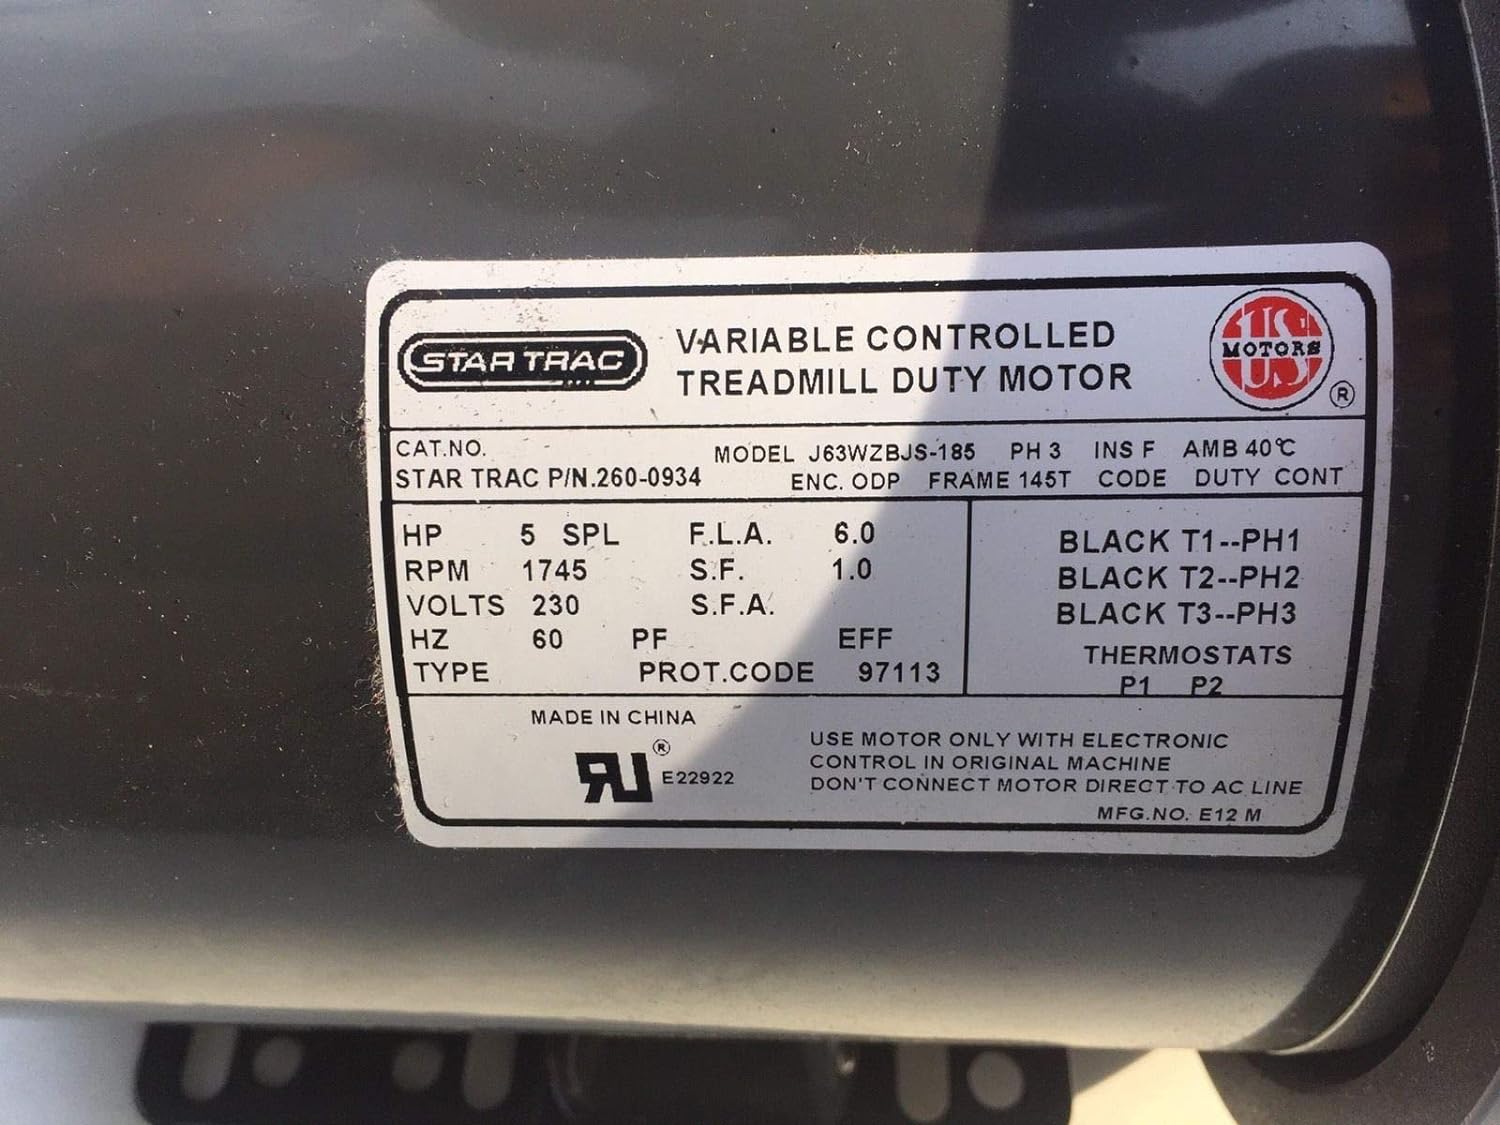 STAR TRAC
VARIABLE CONTROLLED
TREADMILL DUTY MOTOR
US
MOTORS
US
®
CAT.NO.
MODEL J63WZBJS-185 PH 3 INS F AMB 40℃
STAR TRAC P/N.260-0934 ENC. ODP FRAME 145T CODE DUTY CONT
HP 5 SPL F.L.A. 6.0
RPM 1745 S.F. 1.0
VOLTS 230 S.F.A.
HZ 60 PF EFF
TYPE PROT.CODE 97113
BLACK T1--PH1
BLACK T2--PH2
BLACK T3--PH3
THERMOSTATS
P1 P2
MADE IN CHINA
RU ® E22922
USE MOTOR ONLY WITH ELECTRONIC
CONTROL IN ORIGINAL MACHINE
DON'T CONNECT MOTOR DIRECT TO AC LINE
MFG.NO. E12 M